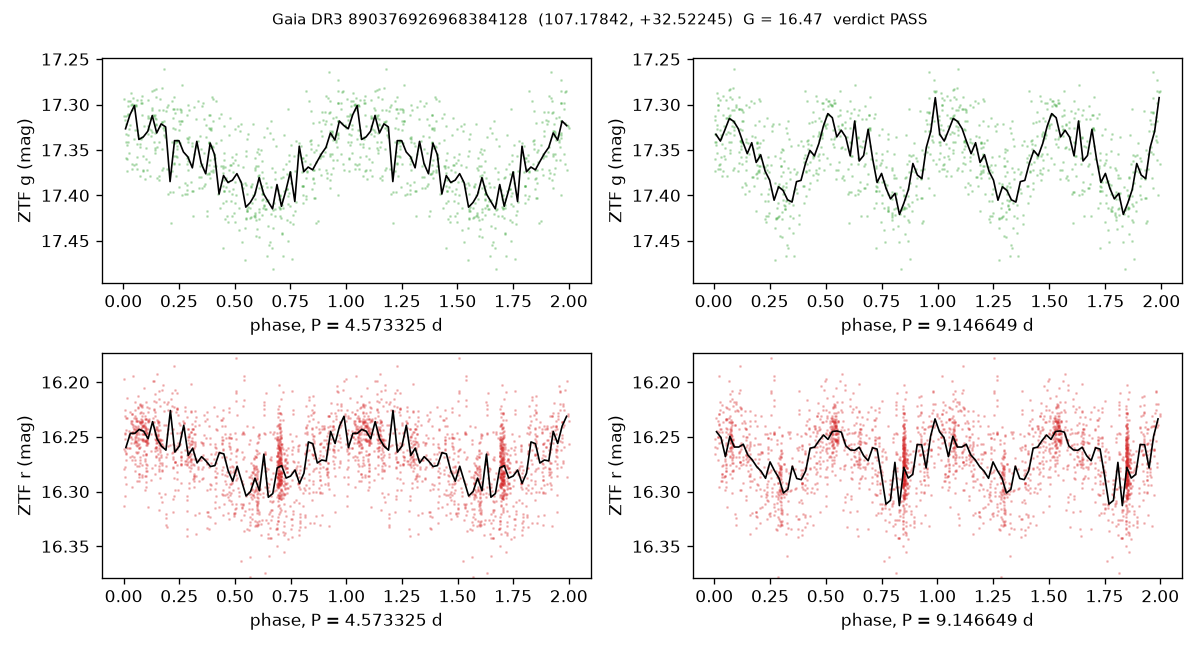 Gaia DR3 890376926968384128  (107.17842, +32.52245)  G = 16.47  verdict PASS
ZTF g (mag)
17.25
17.30
17.35
17.40
17.45
0.00 0.25 0.50 0.75 1.00 1.25 1.50 1.75 2.00
phase, P = 4.573325 d
ZTF g (mag)
17.25
17.30
17.35
17.40
17.45
0.00 0.25 0.50 0.75 1.00 1.25 1.50 1.75 2.00
phase, P = 9.146649 d
ZTF r (mag)
16.20
16.25
16.30
16.35
0.00 0.25 0.50 0.75 1.00 1.25 1.50 1.75 2.00
phase, P = 4.573325 d
ZTF r (mag)
16.20
16.25
16.30
16.35
0.00 0.25 0.50 0.75 1.00 1.25 1.50 1.75 2.00
phase, P = 9.146649 d